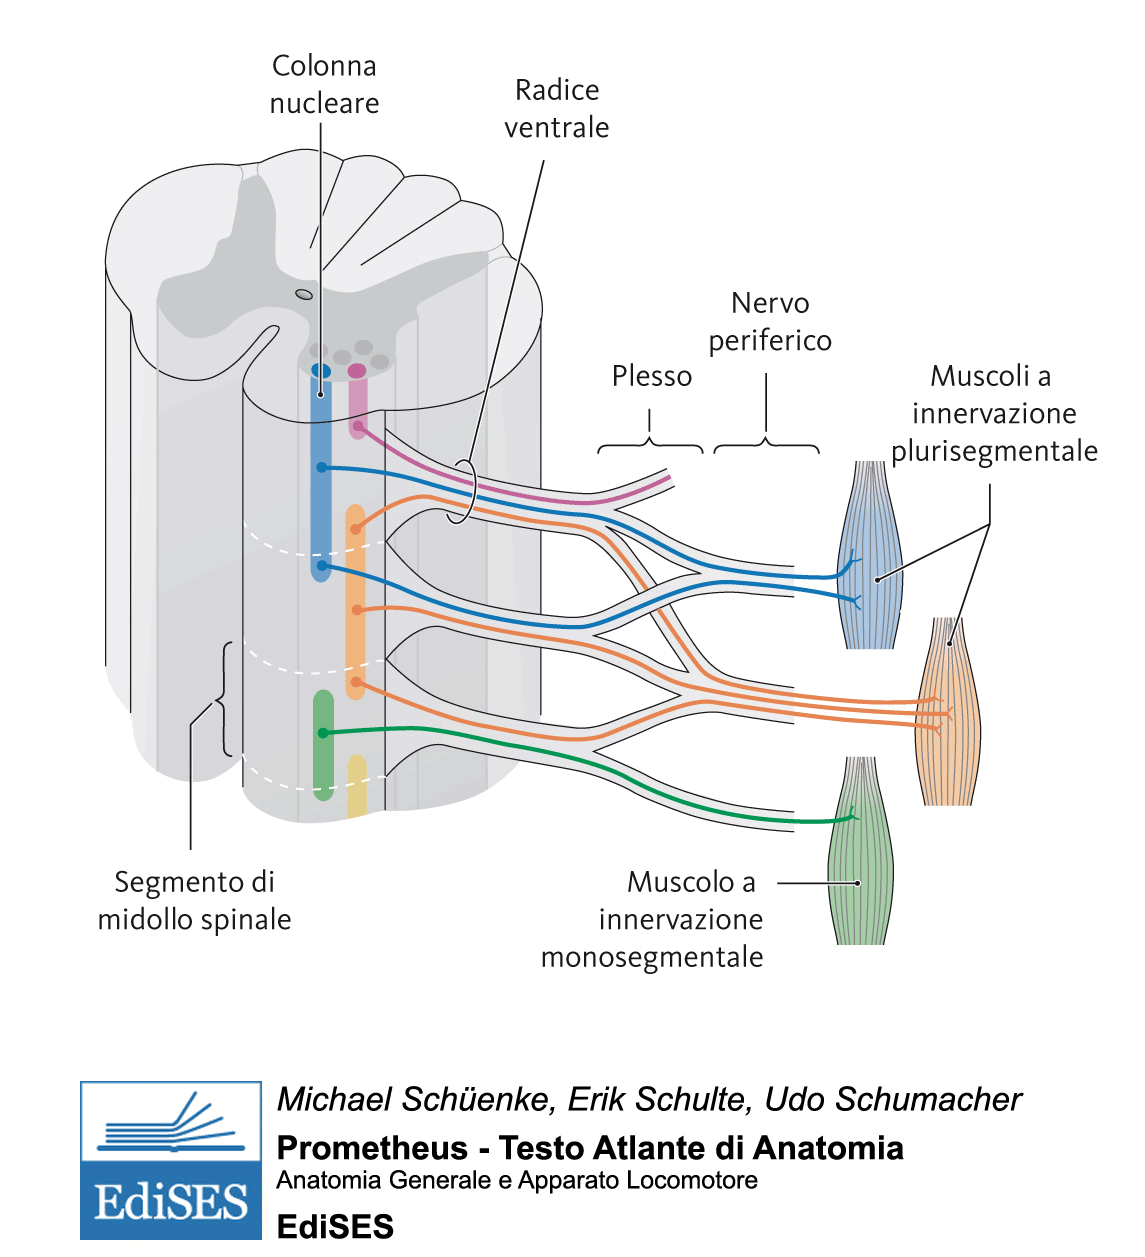 Colonna
nucleare
Radice
ventrale
Nervo
periferico
Plesso
Muscoli a
innervazione
plurisegmentale
Segmento di
midollo spinale
Muscolo a
innervazione
monosegmentale
Michael Schüenke, Erik Schulte, Udo Schumacher
Prometheus - Testo Atlante di Anatomia
Anatomia Generale e Apparato Locomotore
EdiSES
EdiSES